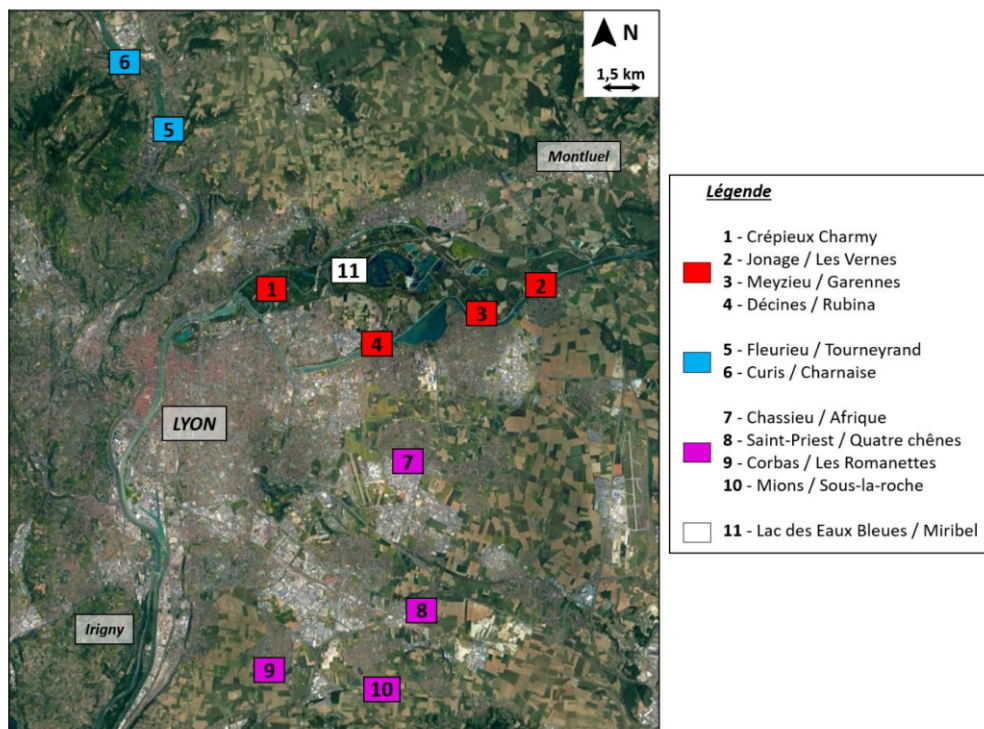 N
1,5 km
6
5
Montluel
11
1
2
3
4
LYON
7
8
Irigny
9
10
Légende
1 - Crépieux Charmy
2 - Jonage / Les Vernes
3 - Meyzieu / Garennes
4 - Décines / Rubina
5 - Fleurieu / Tourneyrand
6 - Curis / Charnaise
7 - Chassieu / Afrique
8 - Saint-Priest / Quatre chênes
9 - Corbas / Les Romanettes
10 - Mions / Sous-la-roche
11 - Lac des Eaux Bleues / Miribel